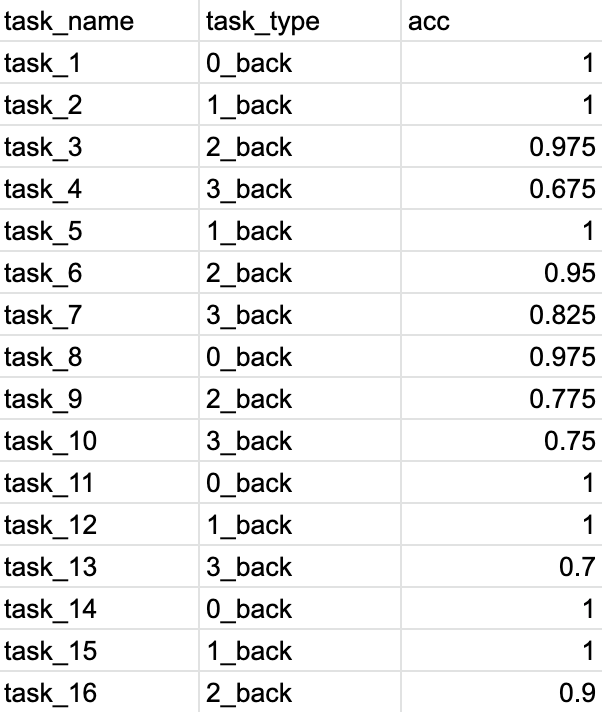 task_name task_type acc
task_1 0_back 1
task_2 1_back 1
task_3 2_back 0.975
task_4 3_back 0.675
task_5 1_back 1
task_6 2_back 0.95
task_7 3_back 0.825
task_8 0_back 0.975
task_9 2_back 0.775
task_10 3_back 0.75
task_11 0_back 1
task_12 1_back 1
task_13 3_back 0.7
task_14 0_back 1
task_15 1_back 1
task_16 2_back 0.9